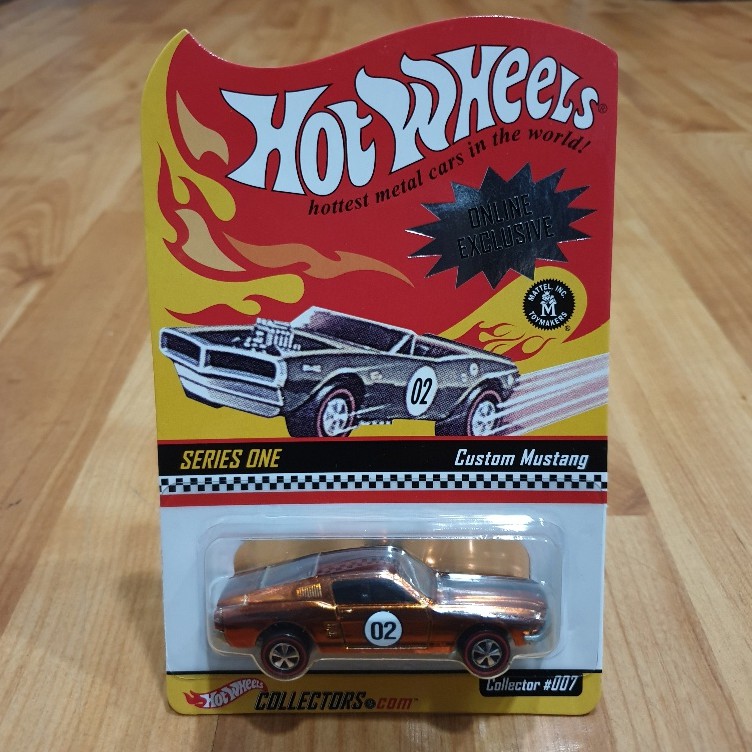 Hot Wheels®
hottest metal cars in the world!
ONLINE
EXCLUSIVE
MATTEL, INC.
M
TOYMAKERS
®
02
SERIES ONE
Custom Mustang
02
Collector #007
Hot Wheels
COLLECTORS.COM™